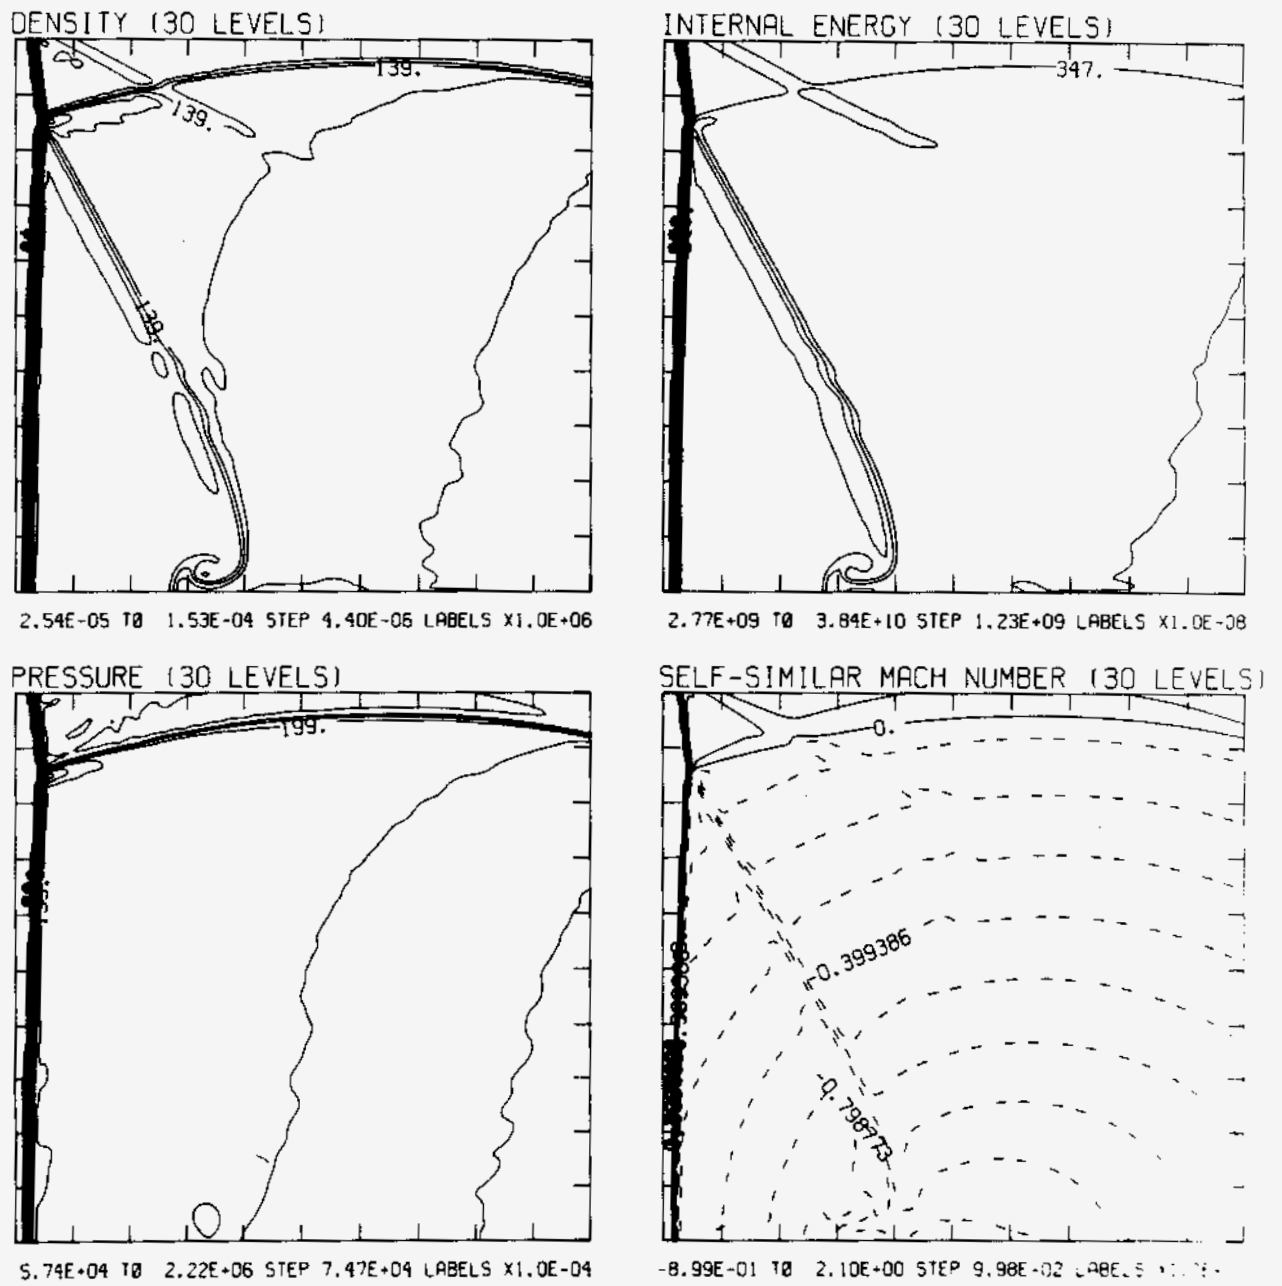 DENSITY (30 LEVELS)
139.
139.
139.
2.54E-05 TO 1.53E-04 STEP 4.40E-06 LABELS X1.0E+06
INTERNAL ENERGY (30 LEVELS)
347.
2.77E+09 TO 3.84E+10 STEP 1.23E+09 LABELS X1.0E-08
PRESSURE (30 LEVELS)
199.
5.74E+04 TO 2.22E+06 STEP 7.47E+04 LABELS X1.0E-04
SELF-SIMILAR MACH NUMBER (30 LEVELS)
0.
-0.399386
-0.798773
-8.99E-01 TO 2.10E+00 STEP 9.98E-02 LABELS